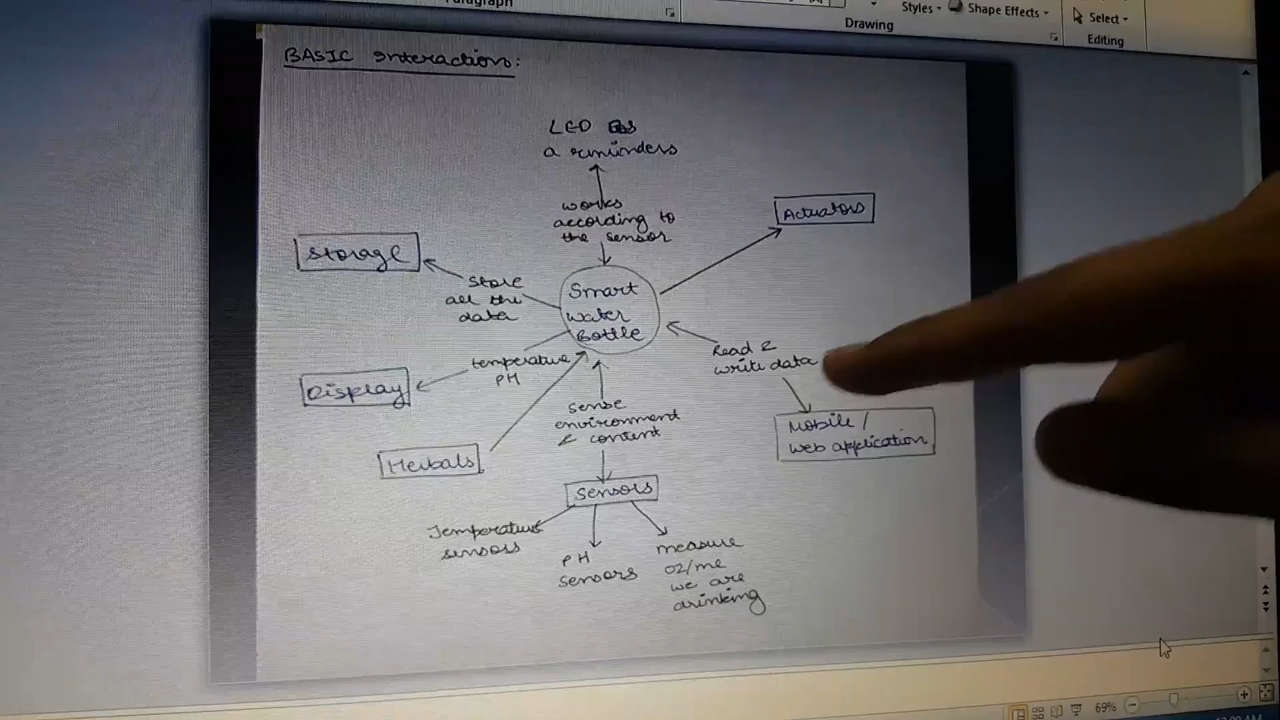 Paragraph
Drawing
Styles
Shape Effects
Select
Editing
BASIC Interaction:
LED as
a reminders
works
according to
the sensor
Actuators
Storage
Store
all the
data
Smart
water
Bottle
Read &
write data
temperature
PH
Display
Mobile/
web application
sense
environment
& content
Herbals
Sensors
Temperature
sensors
PH
sensors
measure
oz/ml
we are
drinking
69%